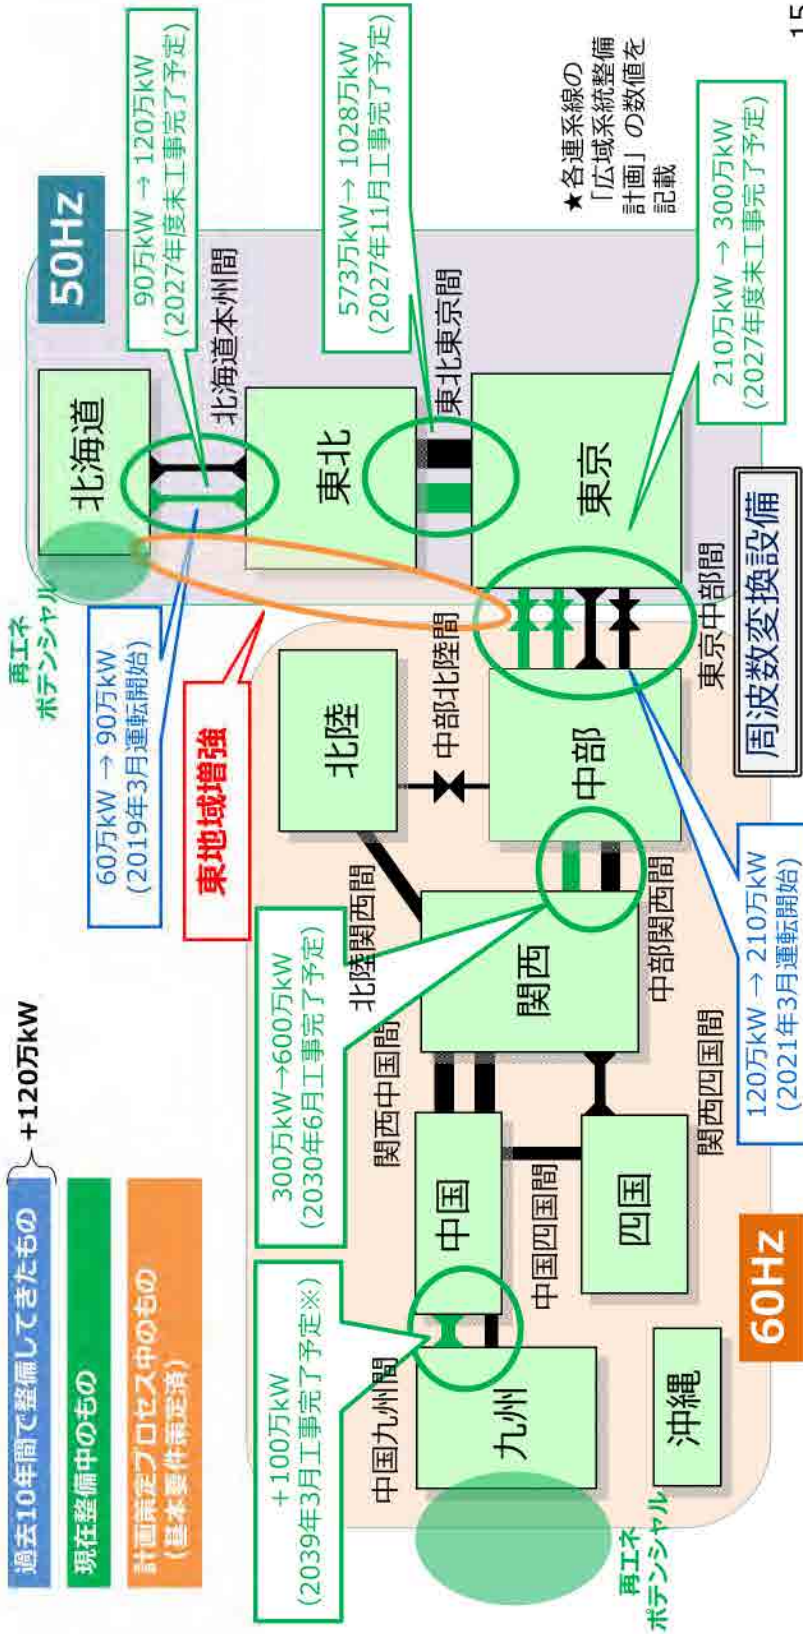 過去10年間で整備してきたもの
+120万kW
現在整備中のもの
計画策定プロセス中のもの
(基本要件策定済)
再エネ
ポテンシャル
北海道
50Hz
60万kW → 90万kW
(2019年3月運転開始)
90万kW → 120万kW
(2027年度末工事完了予定)
北海道本州間
東地域増強
東北
573万kW→ 1028万kW
(2027年11月工事完了予定)
東北東京間
+100万kW
(2039年3月工事完了予定※)
300万kW→600万kW
(2030年6月工事完了予定)
北陸
北陸関西間
中部北陸間
中国九州間
関西中国間
九州
中国
関西
中部
東京
★各連系線の
「広域系統整備
計画」の数値を
記載
中国四国間
四国
関西四国間
中部関西間
東京中部間
沖縄
再エネ
ポテンシャル
60Hz
120万kW → 210万kW
(2021年3月運転開始)
周波数変換設備
210万kW → 300万kW
(2027年度末工事完了予定)
15